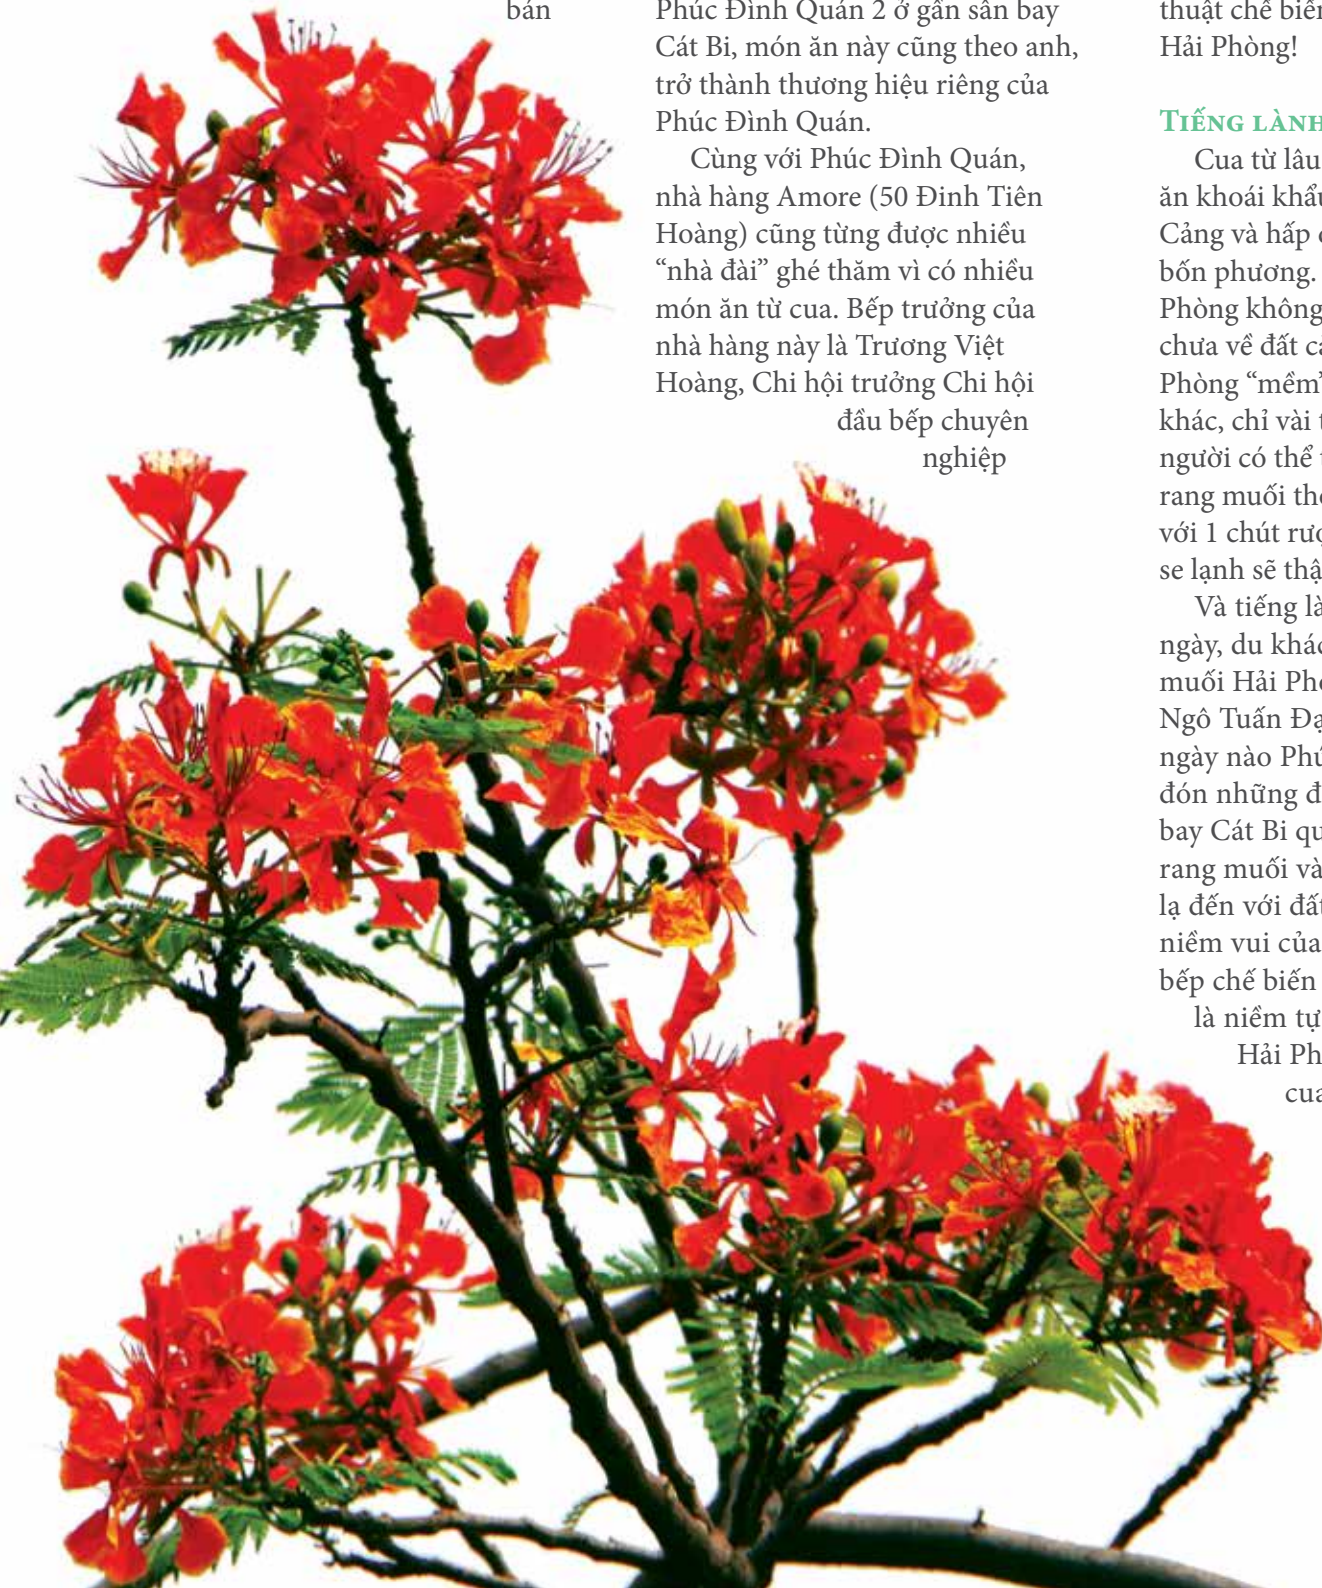 bán
Phúc Đình Quán 2 ở gần sân bay
Cát Bi, món ăn này cũng theo anh,
trở thành thương hiệu riêng của
Phúc Đình Quán.
Cùng với Phúc Đình Quán,
nhà hàng Amore (50 Đinh Tiên
Hoàng) cũng từng được nhiều
“nhà đài” ghé thăm vì có nhiều
món ăn từ cua. Bếp trưởng của
nhà hàng này là Trương Việt
Hoàng, Chi hội trưởng Chi hội
đầu bếp chuyên
nghiệp
thuật chế biến
Hải Phòng!
TIẾNG LÀNH
Cua từ lâu
ăn khoái khẩu
Cảng và hấp
bốn phương.
Phòng không
chưa về đất
Phòng “mềm”
khác, chỉ vài
người có thể
rang muối
với 1 chút
se lạnh sẽ
Và tiếng
ngày, du
muối Hải
Ngô Tuấn
ngày nào
đón những
bay Cát Bi
rang muối và
lạ đến với
niềm vui của
bếp chế biến
là niềm tự
Hải
cua